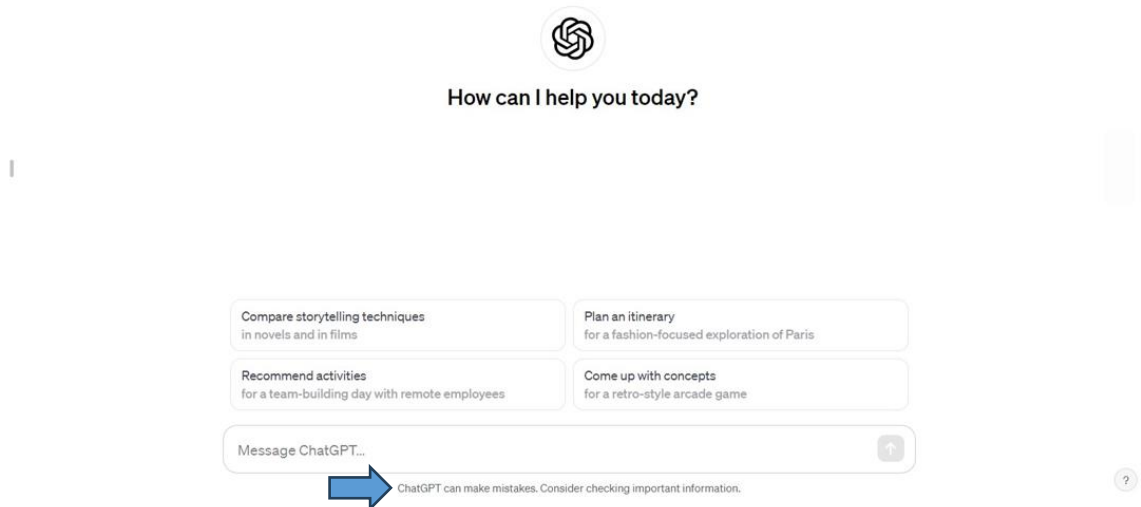 How can I help you today?
Compare storytelling techniques
in novels and in films
Plan an itinerary
for a fashion-focused exploration of Paris
Recommend activities
for a team-building day with remote employees
Come up with concepts
for a retro-style arcade game
Message ChatGPT...
ChatGPT can make mistakes. Consider checking important information.
?